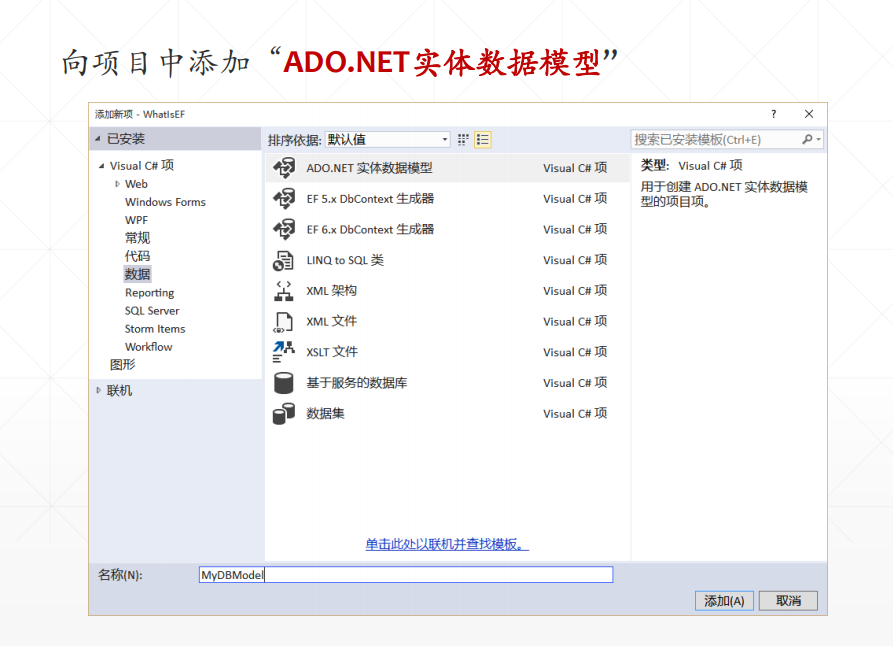 向项目中添加“ADO.NET实体数据模型”
添加新项 - WhatIsEF
? ×
已安装
排序依据: 默认值
搜索已安装模板(Ctrl+E)
Visual C# 项
Web
Windows Forms
WPF
常规
代码
数据
Reporting
SQL Server
Storm Items
Workflow
图形
联机
ADO.NET 实体数据模型 Visual C# 项
EF 5.x DbContext 生成器 Visual C# 项
EF 6.x DbContext 生成器 Visual C# 项
LINQ to SQL 类 Visual C# 项
XML 架构 Visual C# 项
XML 文件 Visual C# 项
XSLT 文件 Visual C# 项
基于服务的数据库 Visual C# 项
数据集 Visual C# 项
单击此处以联机并查找模板。
类型: Visual C# 项
用于创建 ADO.NET 实体数据模
型的项目项。
名称(N): MyDBModel
添加(A) 取消